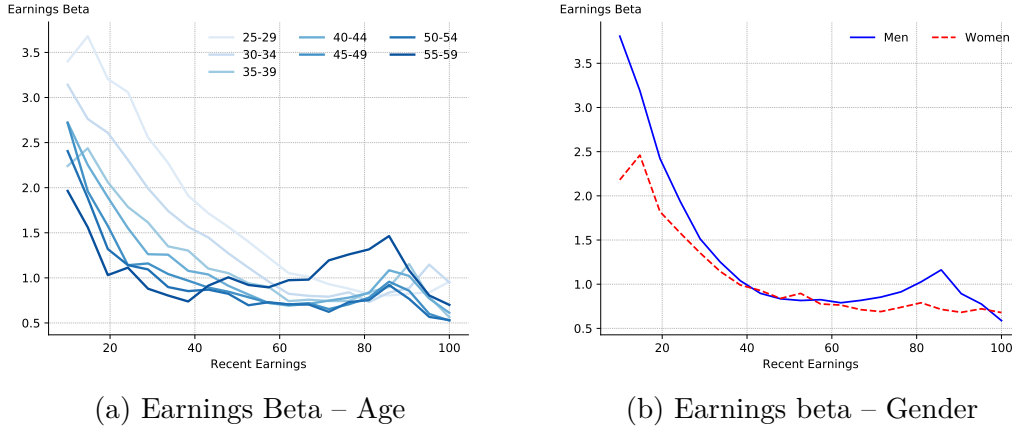 Earnings Beta
25-29 40-44 50-54
30-34 45-49 55-59
35-39
3.5
3.0
2.5
2.0
1.5
1.0
0.5
20 40 60 80 100
Recent Earnings
(a) Earnings Beta – Age
Earnings Beta
Men Women
3.5
3.0
2.5
2.0
1.5
1.0
0.5
20 40 60 80 100
Recent Earnings
(b) Earnings beta – Gender